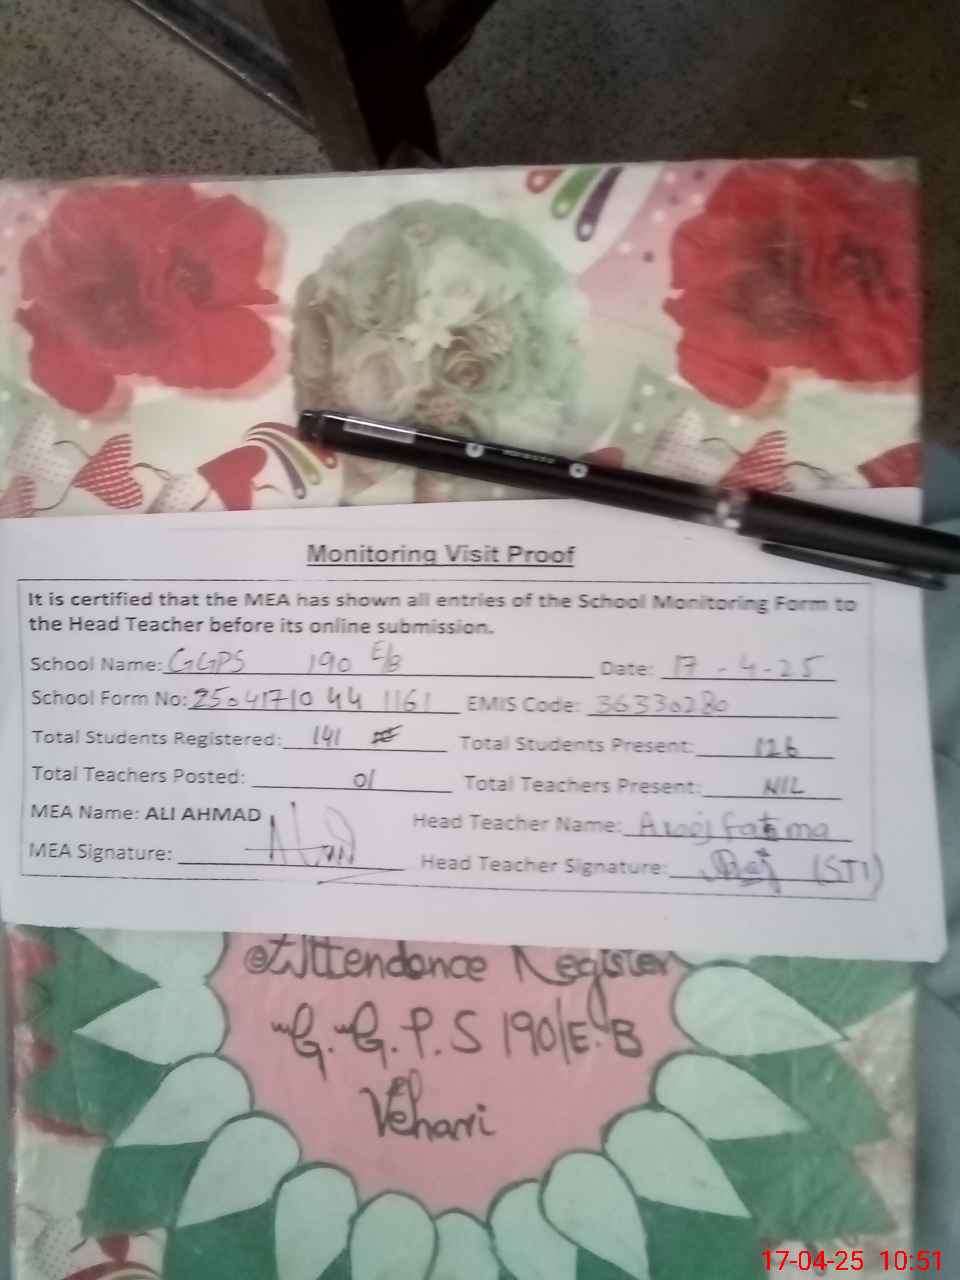 Monitoring Visit Proof
It is certified that the MEA has shown all entries of the School Monitoring Form to
the Head Teacher before its online submission.
School Name: GGPS 190 E/B Date: 17-4-25
School Form No: 2504171044 1161 EMIS Code: 36330280
Total Students Registered: 141 Total Students Present: 126
Total Teachers Posted: 01 Total Teachers Present: NIL
MEA Name: ALI AHMAD Head Teacher Name: Areej fatima
MEA Signature: Head Teacher Signature: (STI)
Attendance Register
G.G.P.S 190/E.B
Vehari
17-04-25 10:51